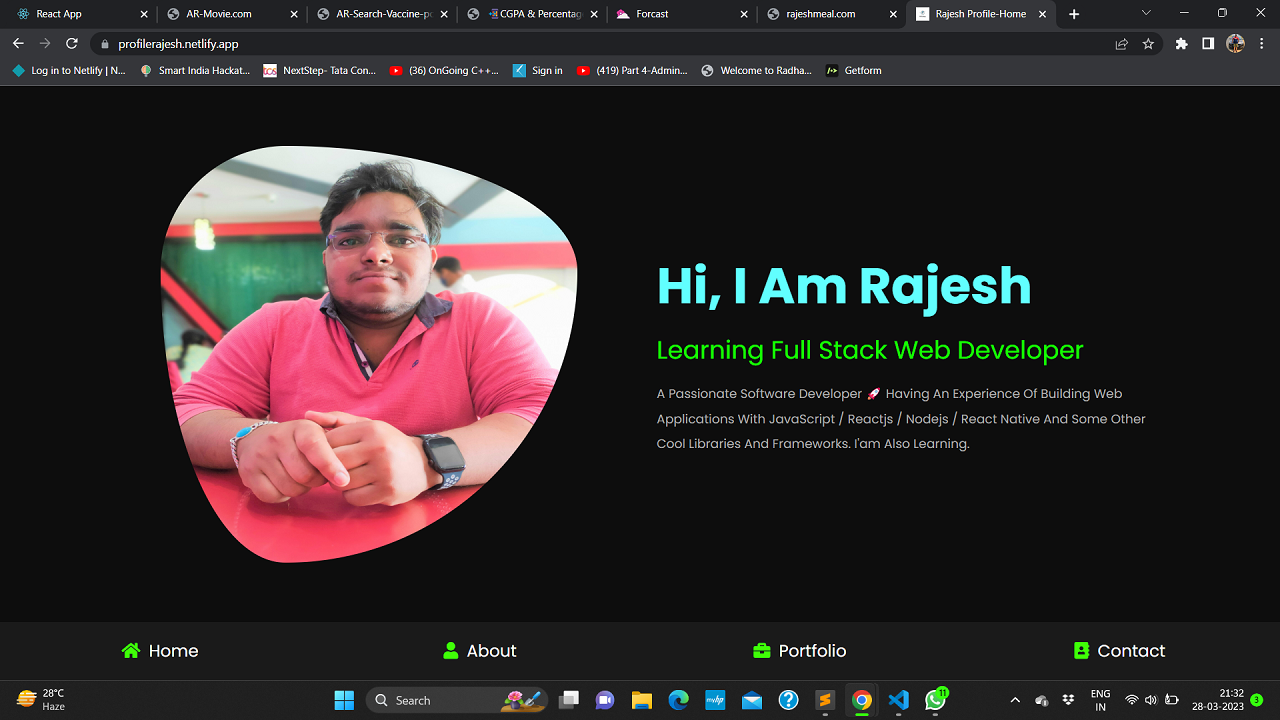 React App
AR-Movie.com
AR-Search-Vaccine-po
CGPA & Percentag
Forcast
rajeshmeal.com
Rajesh Profile-Home
profilerajesh.netlify.app
Log in to Netlify | N...
Smart India Hackat...
NextStep- Tata Con...
(36) OnGoing C++...
Sign in
(419) Part 4-Admin...
Welcome to Radha...
Getform
Hi, I Am Rajesh
Learning Full Stack Web Developer
A Passionate Software Developer 🚀 Having An Experience Of Building Web
Applications With JavaScript / Reactjs / Nodejs / React Native And Some Other
Cool Libraries And Frameworks. I'am Also Learning.
Home
About
Portfolio
Contact
28°C
Haze
Search
11
ENG
IN
21:32
28-03-2023
3